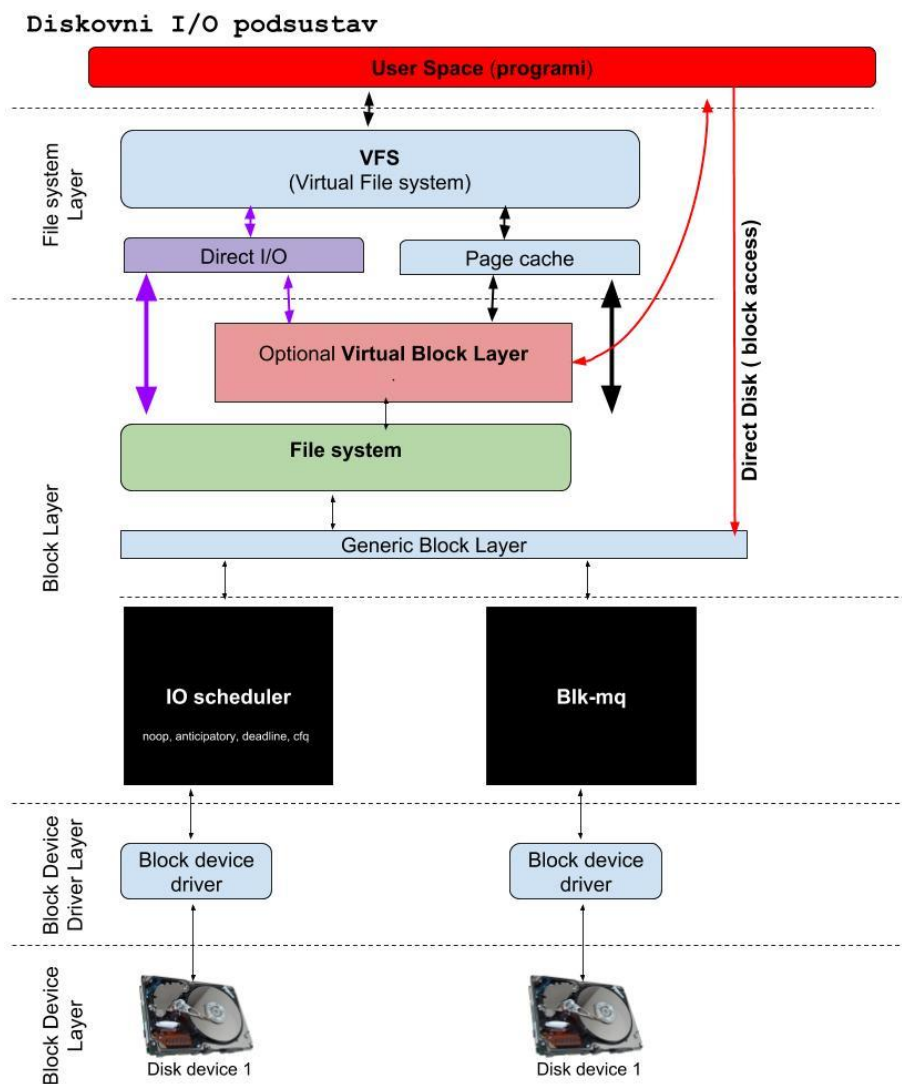 Diskovni I/O podsustav
User Space (programi)
File system
Layer
VFS
(Virtual File system)
Direct I/O
Page cache
Optional Virtual Block Layer
.
Direct Disk ( block access)
File system
Block Layer
Generic Block Layer
IO scheduler
noop, anticipatory, deadline, cfq
Blk-mq
Block Device
Driver Layer
Block device
driver
Block device
driver
Block Device
Layer
Disk device 1
Disk device 1